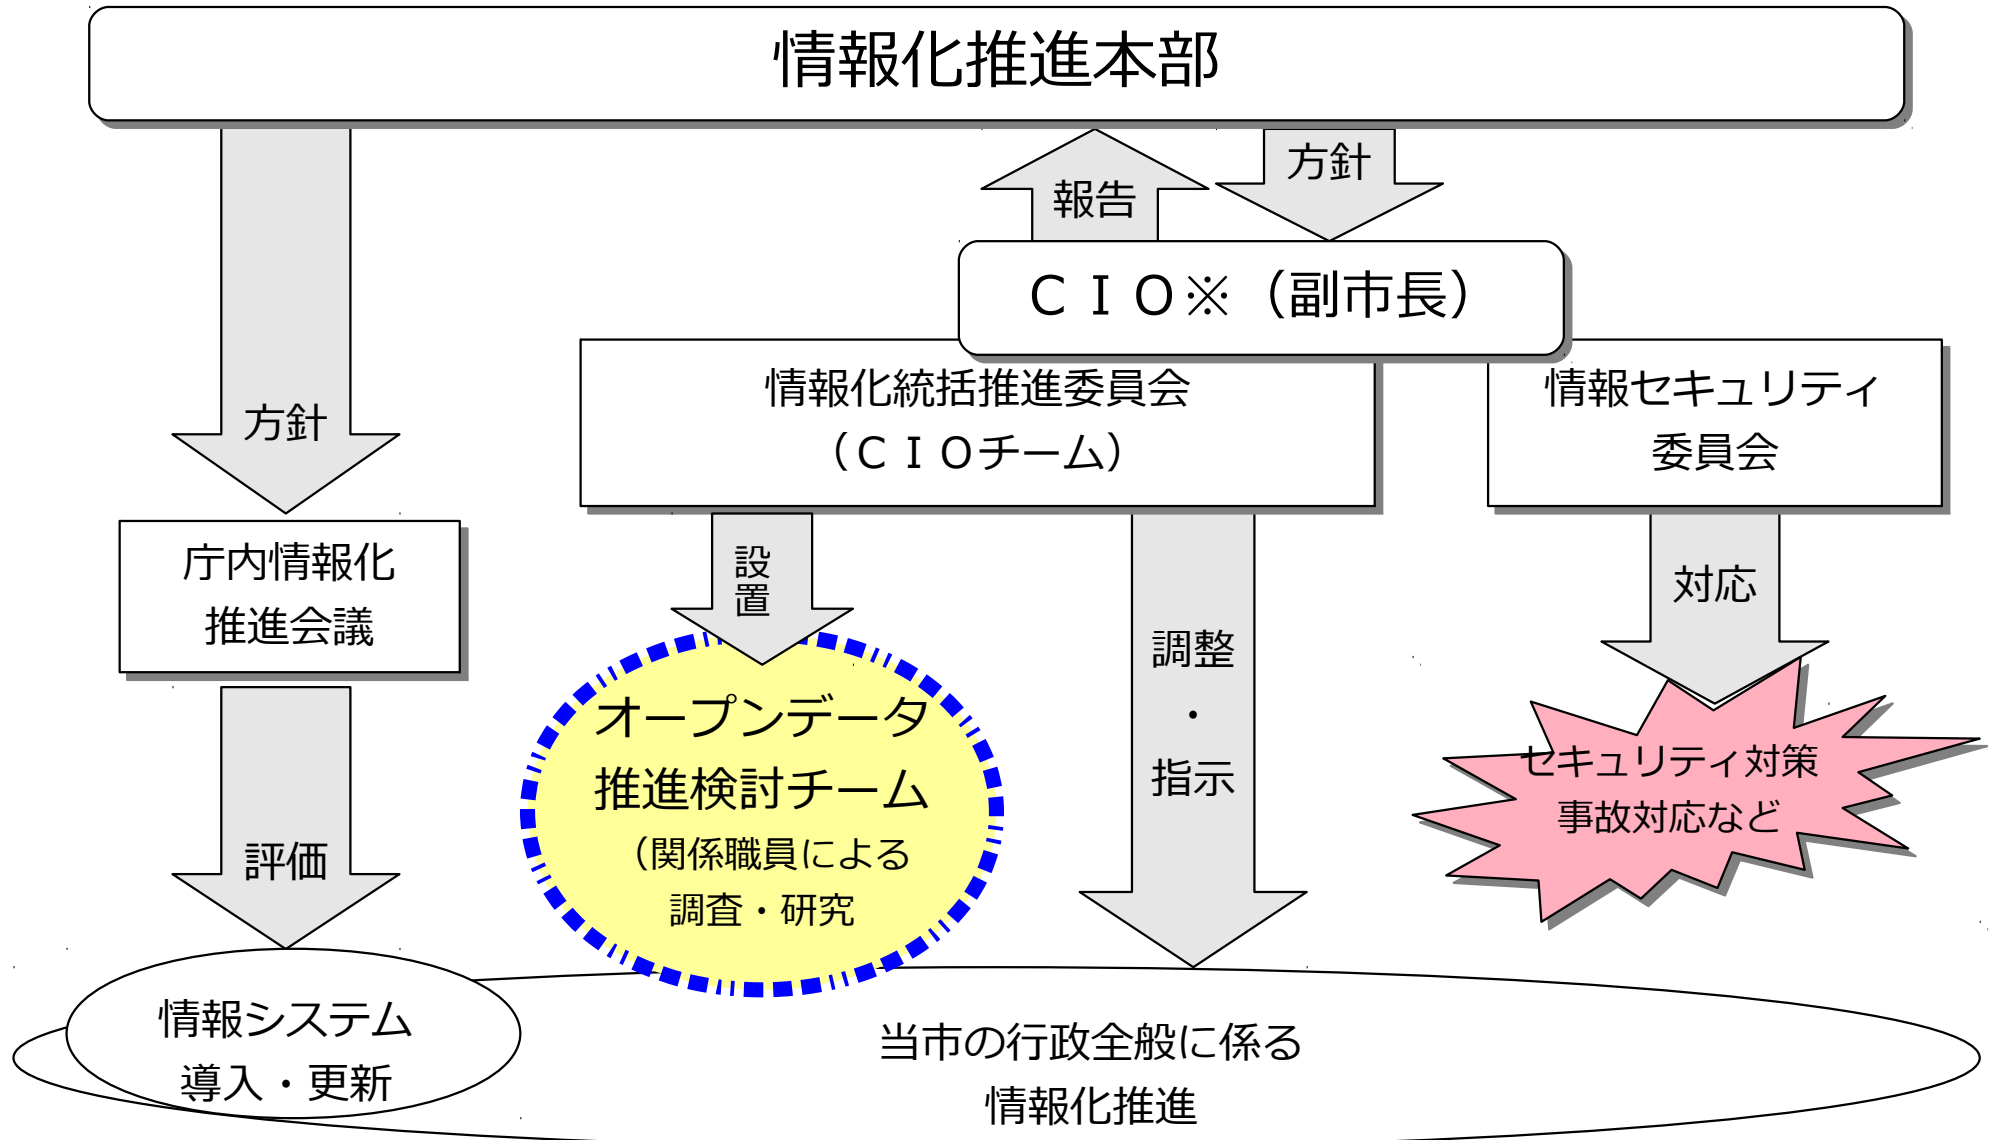 情報化推進本部
報告
方針
ＣＩＯ※（副市長）
情報化統括推進委員会
（ＣＩＯチーム）
情報セキュリティ
委員会
方針
庁内情報化
推進会議
設
置
調整
・
指示
対応
オープンデータ
推進検討チーム
（関係職員による
調査・研究
セキュリティ対策
事故対応など
評価
情報システム
導入・更新
当市の行政全般に係る
情報化推進